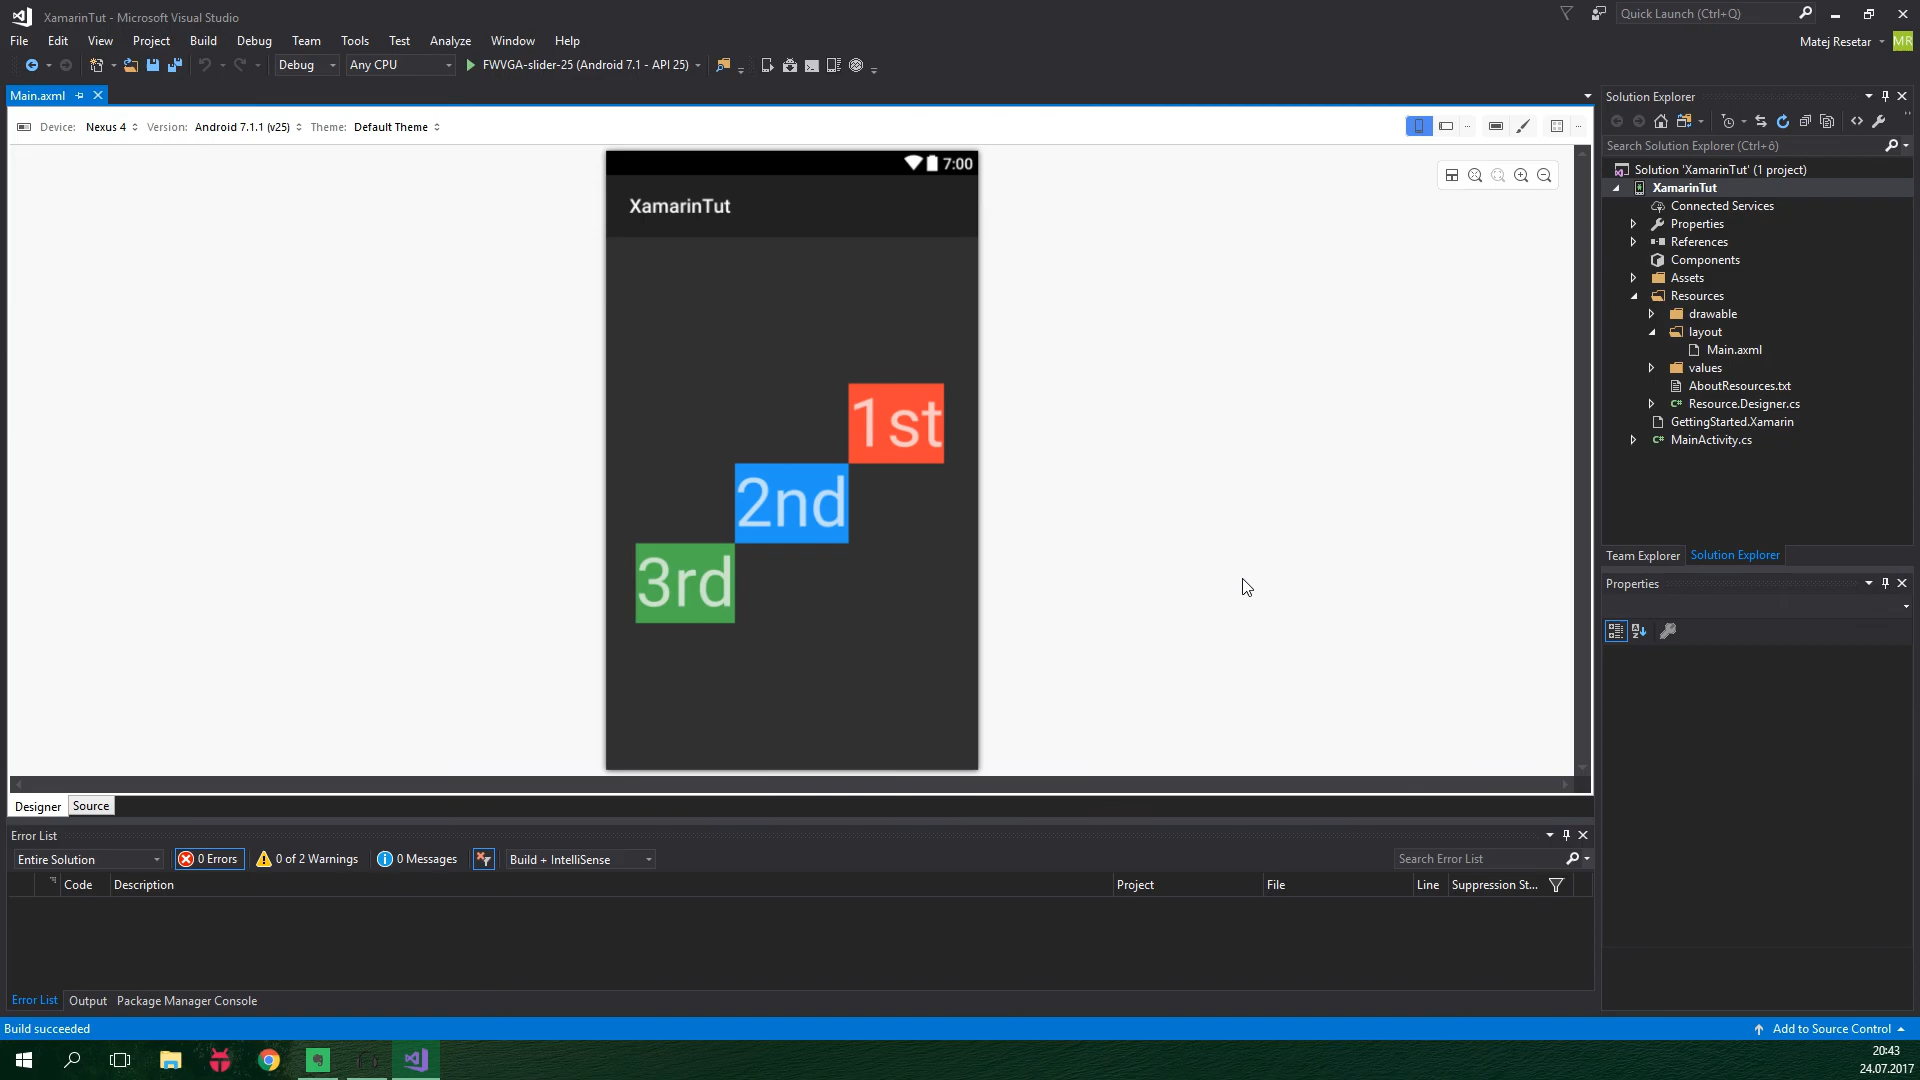 XamarinTut - Microsoft Visual Studio
Quick Launch (Ctrl+Q)
File Edit View Project Build Debug Team Tools Test Analyze Window Help
Matej Resetar MR
Debug Any CPU FWVGA-slider-25 (Android 7.1 - API 25)
Main.axml
Device: Nexus 4 Version: Android 7.1.1 (v25) Theme: Default Theme
7:00
XamarinTut
1st
2nd
3rd
Designer Source
Solution Explorer
Search Solution Explorer (Ctrl+ó)
Solution 'XamarinTut' (1 project)
XamarinTut
Connected Services
Properties
References
Components
Assets
Resources
drawable
layout
Main.axml
values
AboutResources.txt
C# Resource.Designer.cs
GettingStarted.Xamarin
C# MainActivity.cs
Team Explorer Solution Explorer
Properties
Error List
Entire Solution 0 Errors 0 of 2 Warnings 0 Messages Build + IntelliSense Search Error List
Code Description Project File Line Suppression St...
Error List Output Package Manager Console
Build succeeded Add to Source Control
20:43
24.07.2017